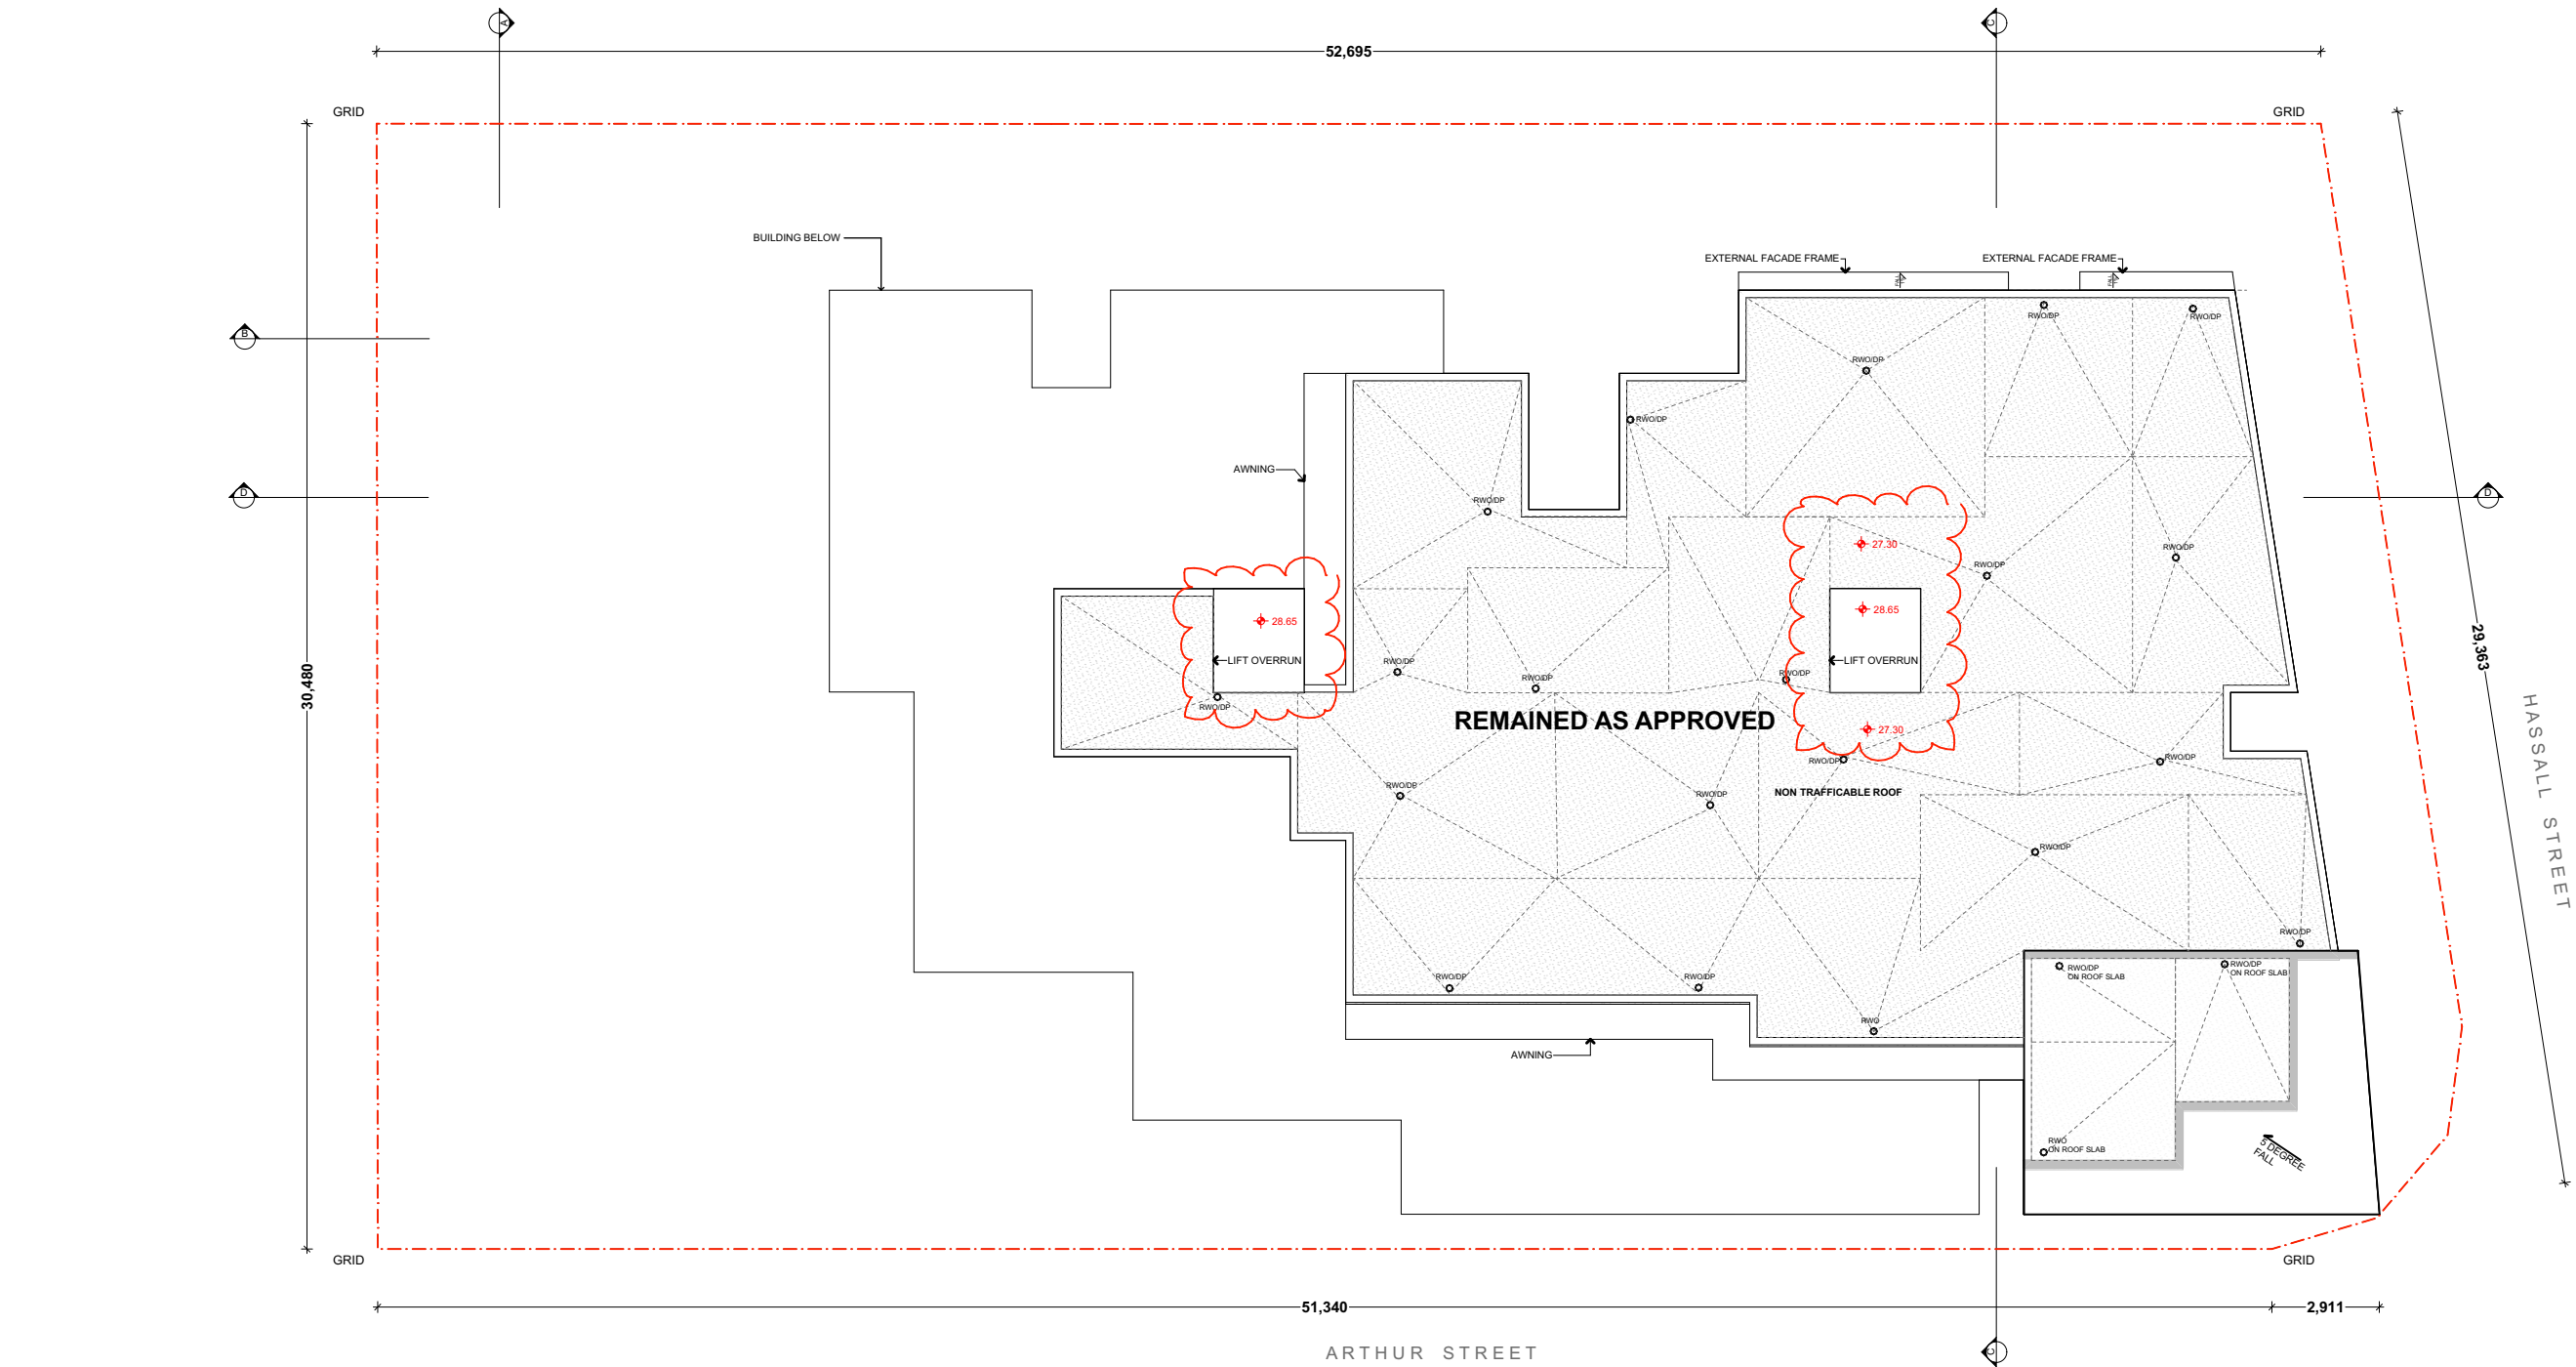 A
C
52,695
GRID
GRID
BUILDING BELOW
EXTERNAL FACADE FRAME
EXTERNAL FACADE FRAME
FALL
FALL
RWO/DP
RWO/DP
B
RWO/DP
RWO/DP
AWNING
D
D
RWO/DP
27.30
RWO/DP
RWO/DP
28.65
28.65
LIFT OVERRUN
LIFT OVERRUN
RWO/DP
RWO/DP
RWO/DP
30,480
29,363
RWO/DP
REMAINED AS APPROVED
27.30
HASSALL STREET
RWO/DP
RWO/DP
NON TRAFFICABLE ROOF
RWO/DP
RWO/DP
RWO/DP
RWO/DP
RWO/DP
RWO/DP
ON ROOF SLAB
RWO/DP
ON ROOF SLAB
RWO/DP
RWO/DP
RWO
AWNING
RWO
ON ROOF SLAB
5 DEGREE
FALL
GRID
GRID
51,340
2,911
ARTHUR STREET
C